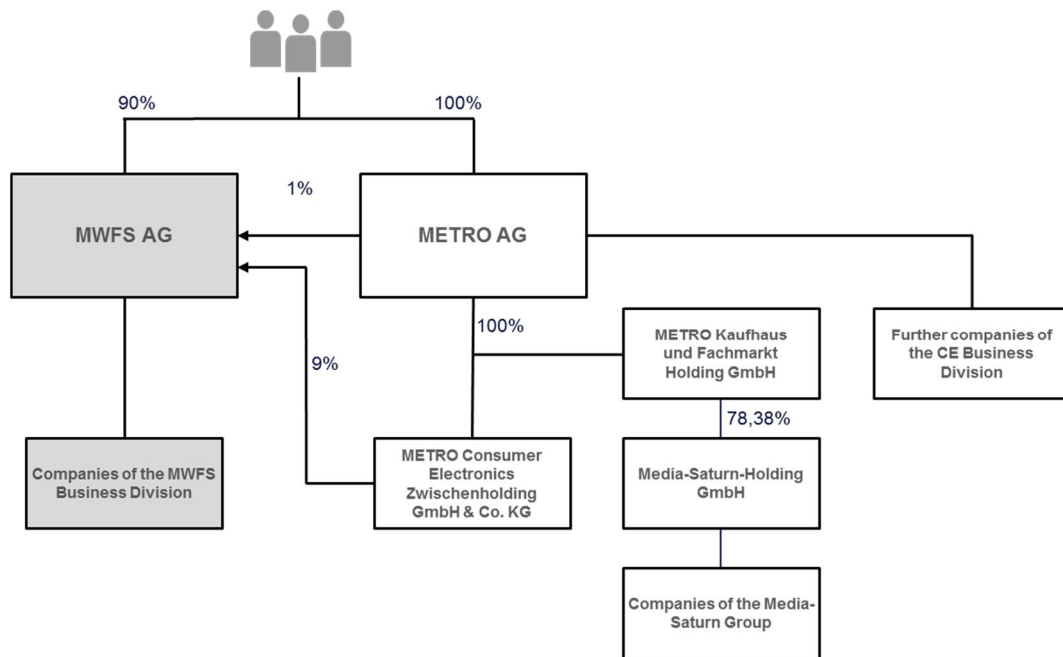 90%
100%
1%
MWFS AG
METRO AG
100%
9%
METRO Kaufhaus
und Fachmarkt
Holding GmbH
Further companies of
the CE Business
Division
78,38%
Companies of the MWFS
Business Division
METRO Consumer
Electronics
Zwischenholding
GmbH & Co. KG
Media-Saturn-Holding
GmbH
Companies of the Media-
Saturn Group